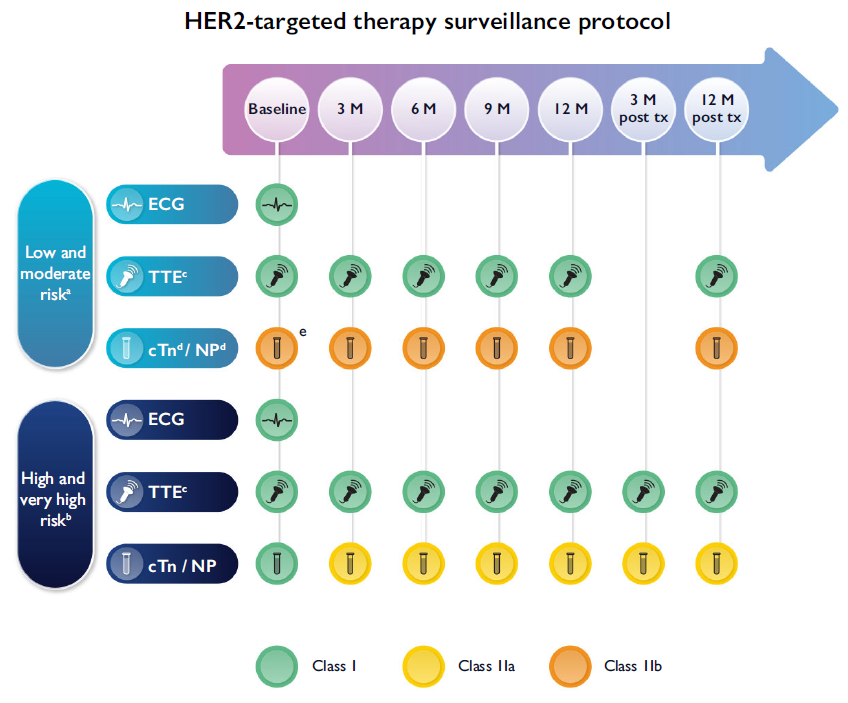 HER2-targeted therapy surveillance protocol
Baseline
3 M
6 M
9 M
12 M
3 M
post tx
12 M
post tx
Low and
moderate
riskᵃ
ECG
TTEᶜ
cTnᵈ / NPᵈ
e
High and
very high
riskᵇ
ECG
TTEᶜ
cTn / NP
Class I
Class IIa
Class IIb